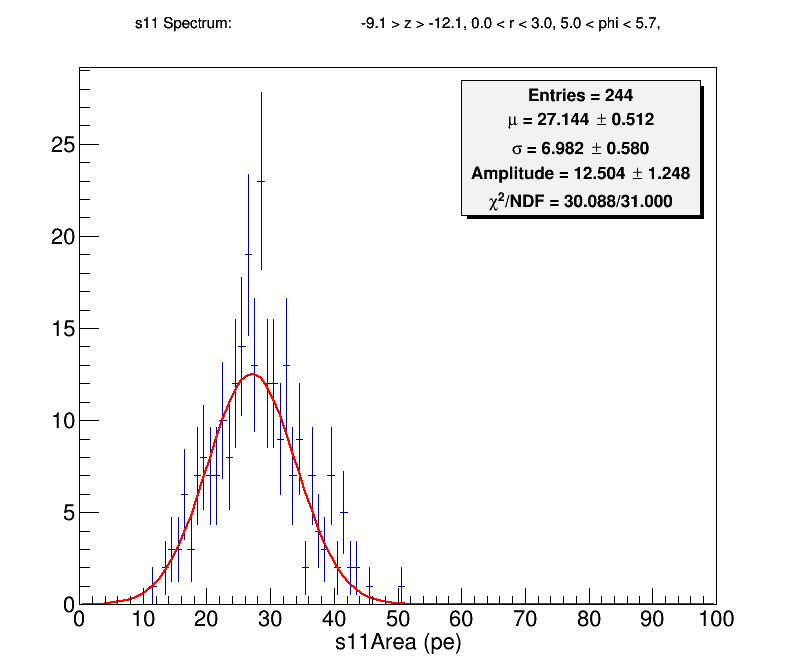 s11 Spectrum: -9.1 > z > -12.1, 0.0 < r < 3.0, 5.0 < phi < 5.7,
Entries = 244
μ = 27.144 ± 0.512
σ = 6.982 ± 0.580
Amplitude = 12.504 ± 1.248
χ²/NDF = 30.088/31.000
25
20
15
10
5
0
0 10 20 30 40 50 60 70 80 90 100
s11Area (pe)